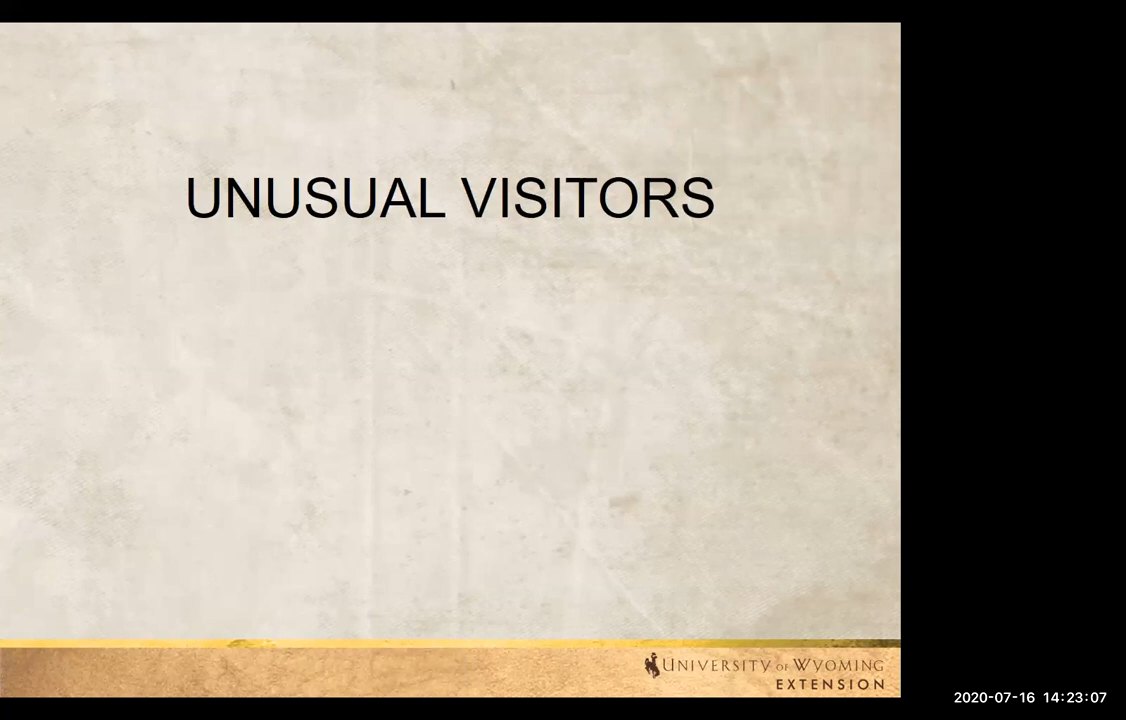 UNUSUAL VISITORS
UNIVERSITY OF WYOMING
EXTENSION
2020-07-16 14:23:07